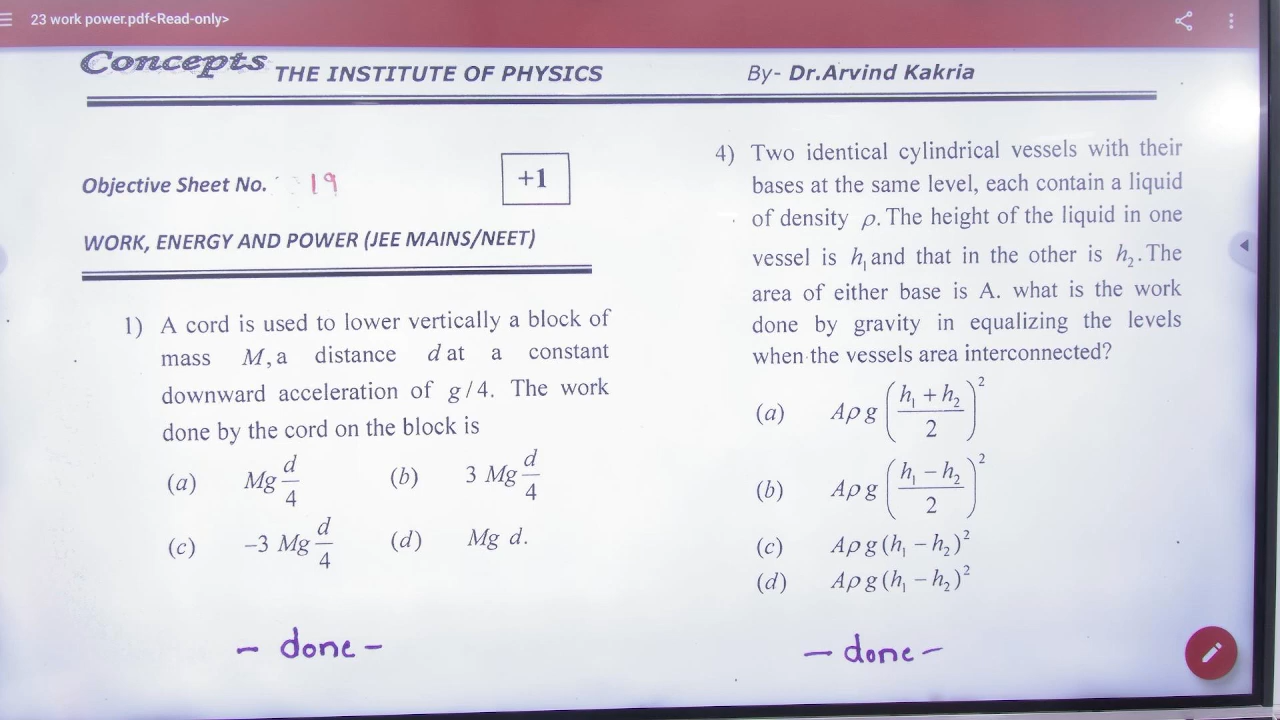 23 work power.pdf<Read-only>
Concepts THE INSTITUTE OF PHYSICS By- Dr.Arvind Kakria
Objective Sheet No. 19
+1
WORK, ENERGY AND POWER (JEE MAINS/NEET)
1) A cord is used to lower vertically a block of
mass M, a distance d at a constant
downward acceleration of g/4. The work
done by the cord on the block is
(a) Mg d/4 (b) 3 Mg d/4
(c) –3 Mg d/4 (d) Mg d.
- done -
4) Two identical cylindrical vessels with their
bases at the same level, each contain a liquid
of density ρ. The height of the liquid in one
vessel is h₁ and that in the other is h₂. The
area of either base is A. what is the work
done by gravity in equalizing the levels
when the vessels area interconnected?
(a) Aρg((h₁ + h₂)/2)²
(b) Aρg((h₁ – h₂)/2)²
(c) Aρg(h₁ – h₂)²
(d) Aρg(h₁ – h₂)²
- done -